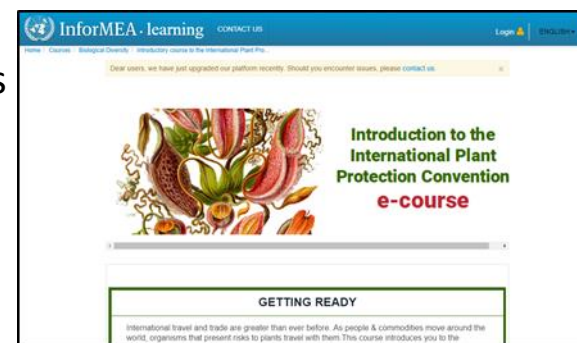 s
InforMEA - learning CONTACT US Login ENGLISH
Home Courses Biological Diversity Introductory course to the International Plant Pro...
Dear users, we have just upgraded our platform recently. Should you encounter issues, please contact us. ×
Introduction to the
International Plant
Protection Convention
e-course
GETTING READY
International travel and trade are greater than ever before. As people & commodities move around the
world, organisms that present risks to plants travel with them.This course introduces you to the